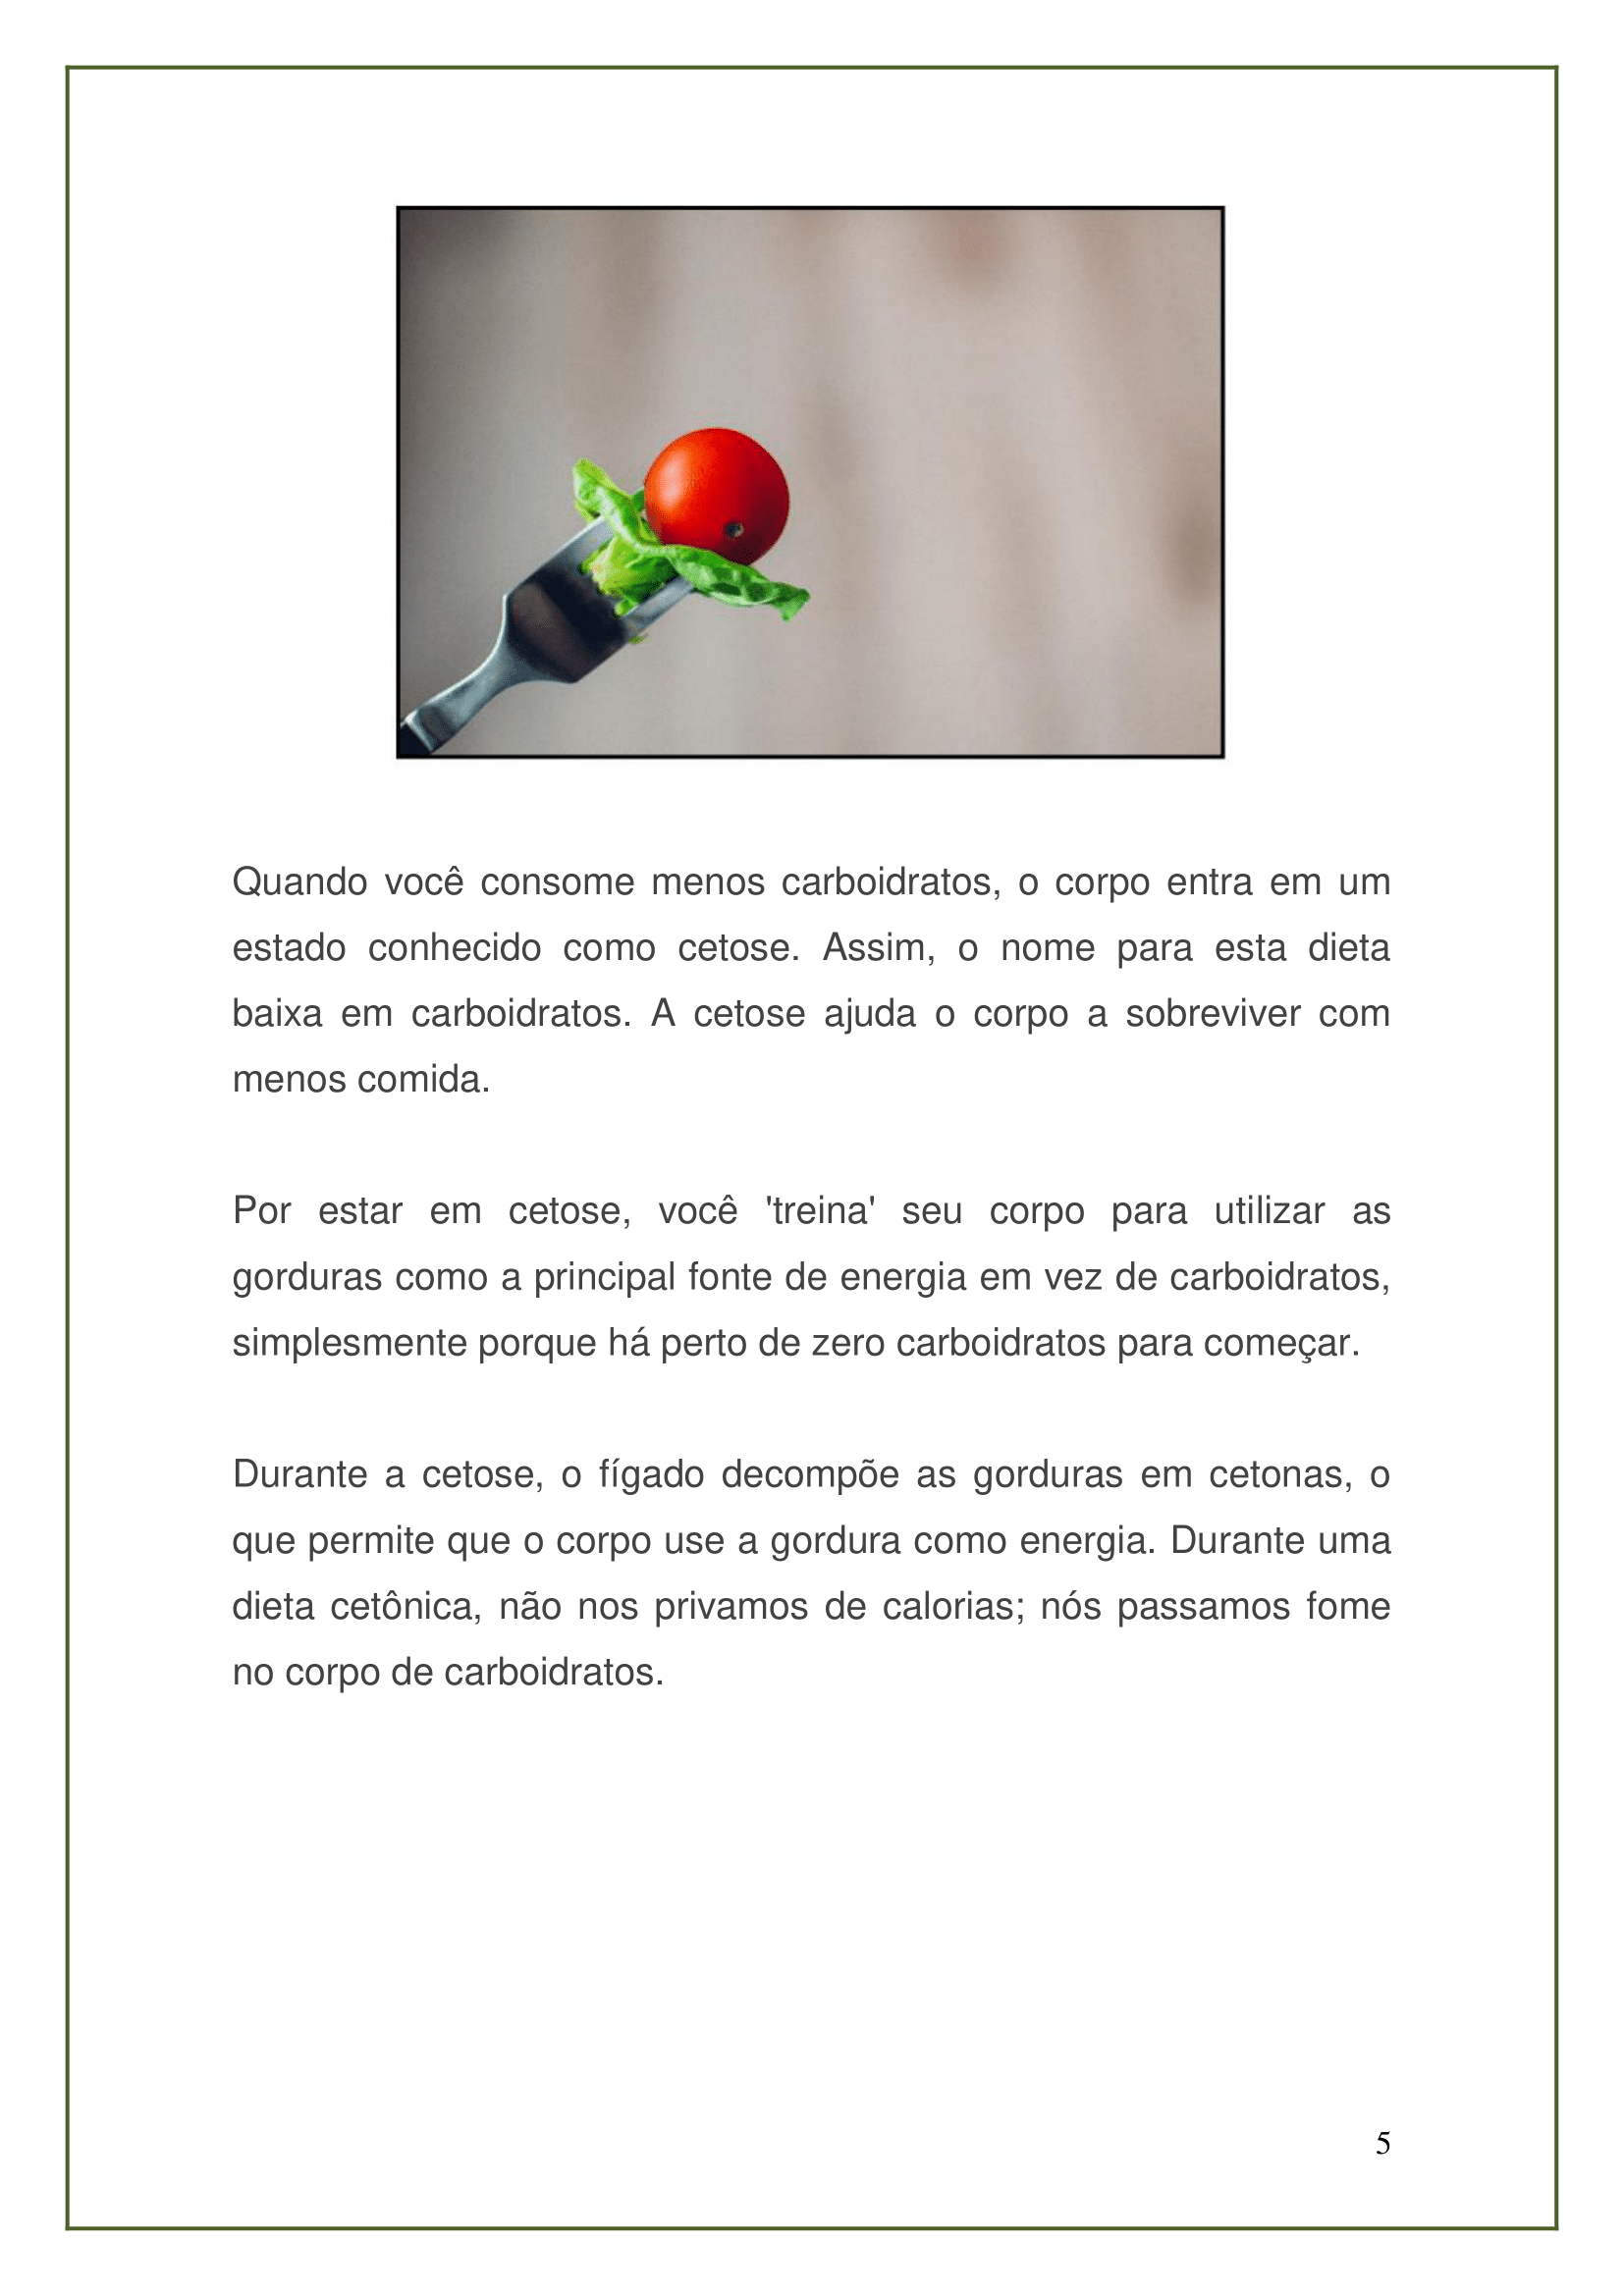 Quando você consome menos carboidratos, o corpo entra em um
estado conhecido como cetose. Assim, o nome para esta dieta
baixa em carboidratos. A cetose ajuda o corpo a sobreviver com
menos comida.
Por estar em cetose, você 'treina' seu corpo para utilizar as
gorduras como a principal fonte de energia em vez de carboidratos,
simplesmente porque há perto de zero carboidratos para começar.
Durante a cetose, o fígado decompõe as gorduras em cetonas, o
que permite que o corpo use a gordura como energia. Durante uma
dieta cetônica, não nos privamos de calorias; nós passamos fome
no corpo de carboidratos.
5